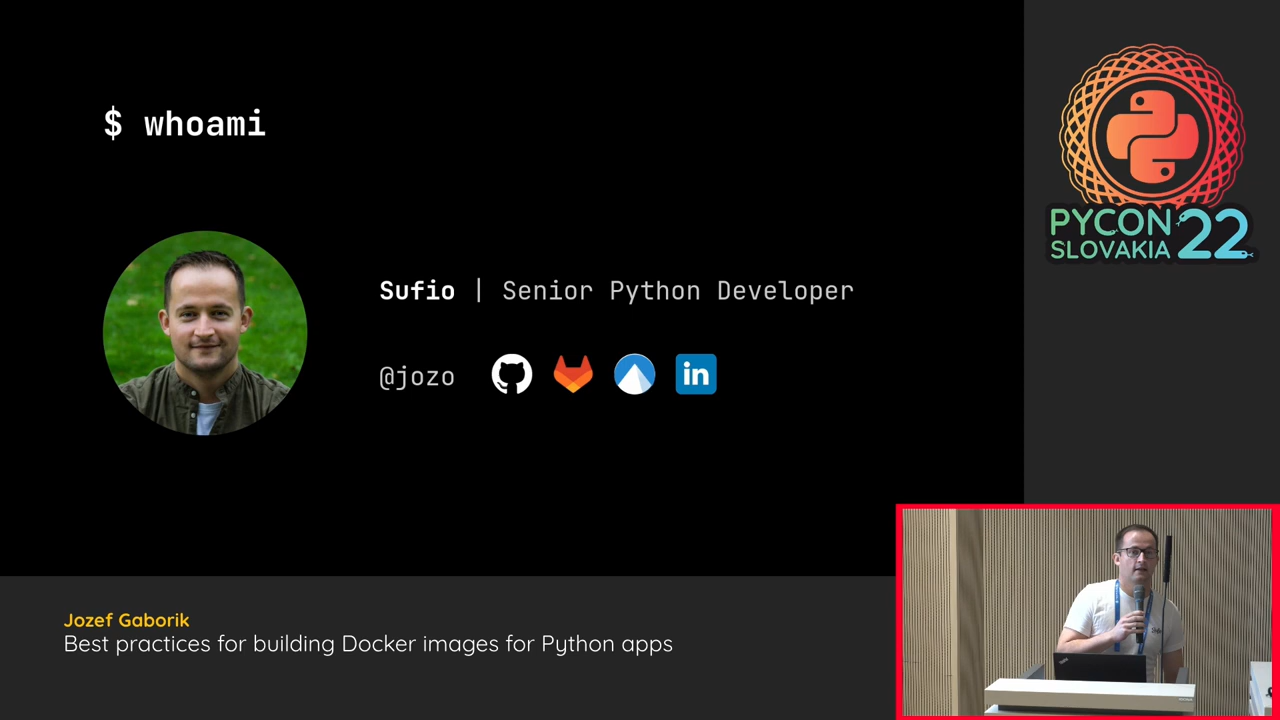 $ whoami
Sufio | Senior Python Developer
@jozo
in
PYCON
SLOVAKIA 22
Jozef Gaborik
Best practices for building Docker images for Python apps